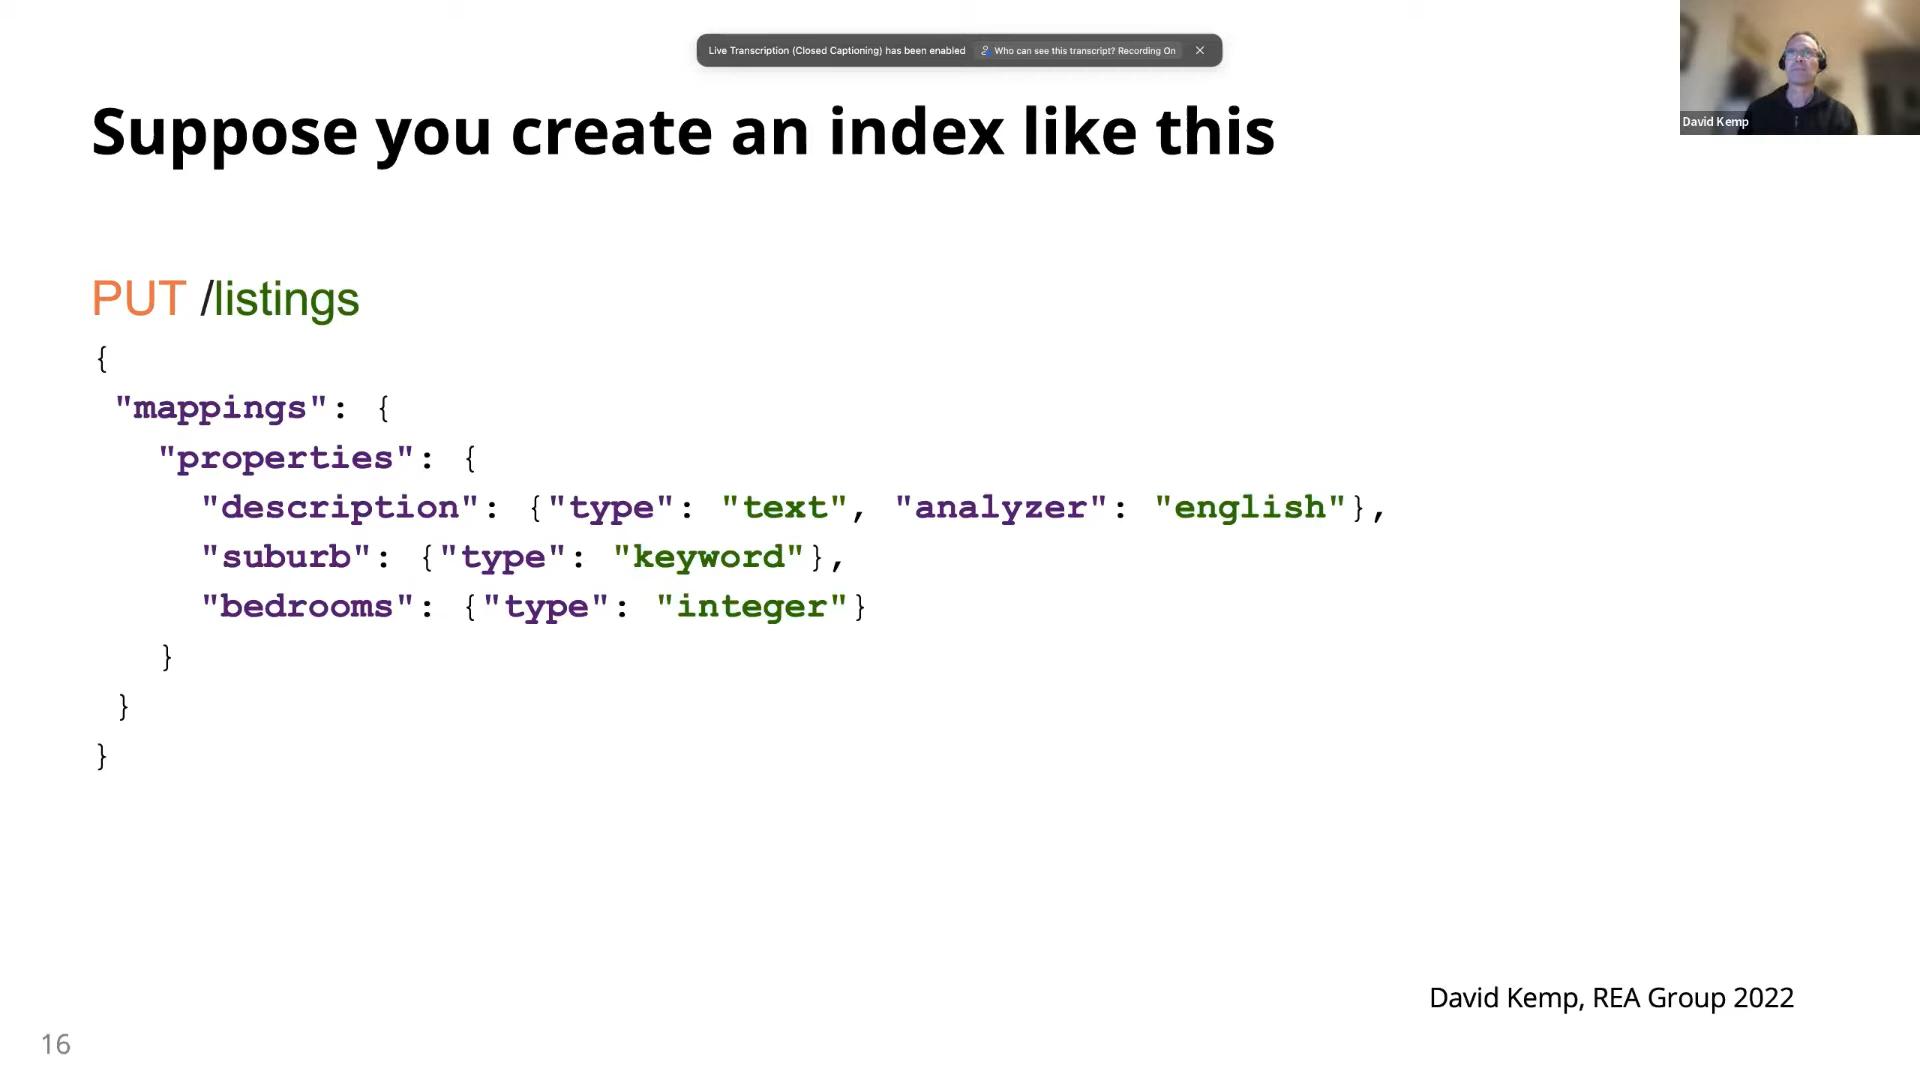 Live Transcription (Closed Captioning) has been enabled
Who can see this transcript? Recording On
David Kemp
Suppose you create an index like this
PUT /listings
{
"mappings": {
"properties": {
"description": {"type": "text", "analyzer": "english"},
"suburb": {"type": "keyword"},
"bedrooms": {"type": "integer"}
}
}
}
David Kemp, REA Group 2022
16